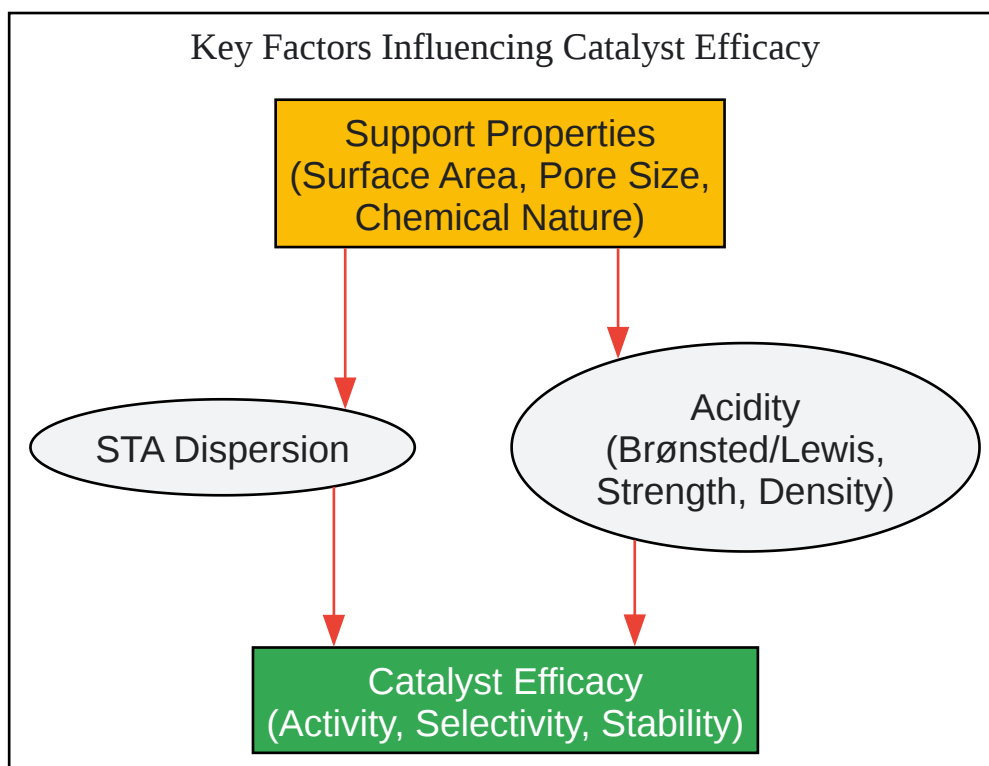 Key Factors Influencing Catalyst Efficacy
Support Properties
(Surface Area, Pore Size,
Chemical Nature)
STA Dispersion
Acidity
(Brønsted/Lewis,
Strength, Density)
Catalyst Efficacy
(Activity, Selectivity, Stability)